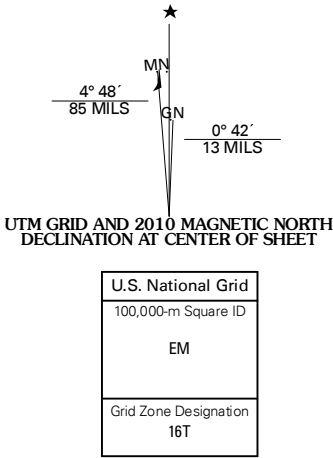 ★
MN
4° 48´
85 MILS
GN
0° 42´
13 MILS
UTM GRID AND 2010 MAGNETIC NORTH
DECLINATION AT CENTER OF SHEET
U.S. National Grid
100,000-m Square ID
EM
Grid Zone Designation
16T